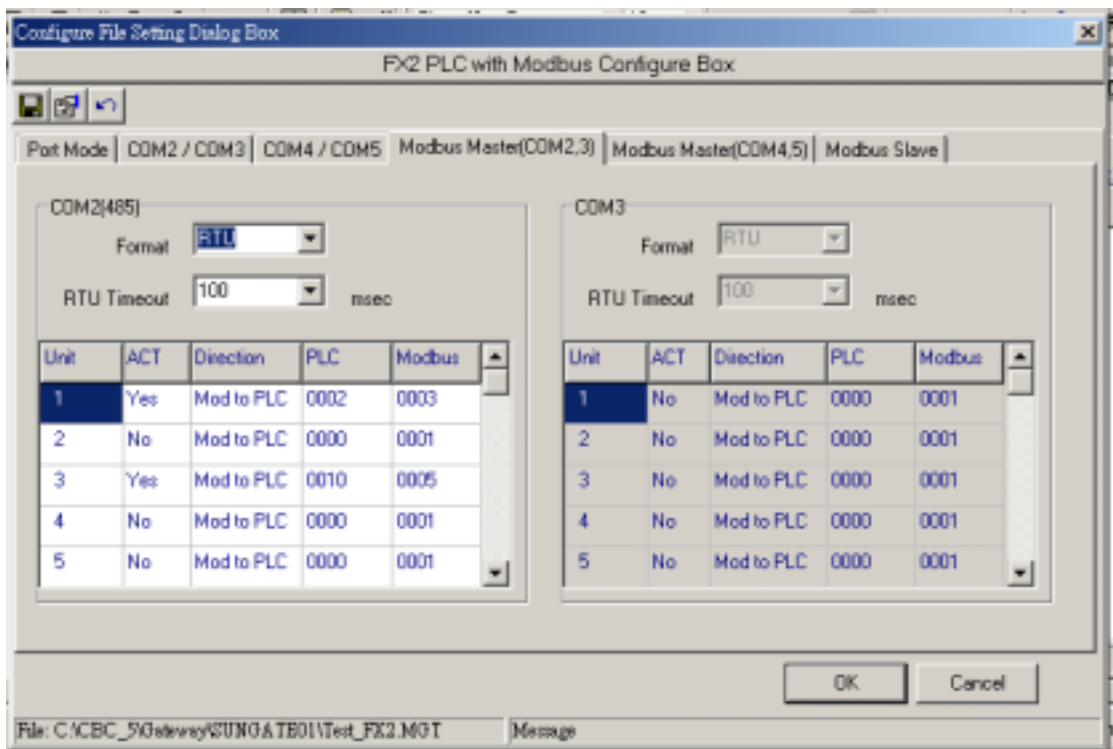 Configure File Setting Dialog Box
FX2 PLC with Modbus Configure Box
Port Mode COM2 / COM3 COM4 / COM5 Modbus Master(COM2,3) Modbus Master(COM4,5) Modbus Slave
COM2(485)
Format RTU
RTU Timeout 100 msec
Unit ACT Direction PLC Modbus
1 Yes Mod to PLC 0002 0003
2 No Mod to PLC 0000 0001
3 Yes Mod to PLC 0010 0005
4 No Mod to PLC 0000 0001
5 No Mod to PLC 0000 0001
COM3
Format RTU
RTU Timeout 100 msec
Unit ACT Direction PLC Modbus
1 No Mod to PLC 0000 0001
2 No Mod to PLC 0000 0001
3 No Mod to PLC 0000 0001
4 No Mod to PLC 0000 0001
5 No Mod to PLC 0000 0001
OK Cancel
File: C:\CBC_5\Gateway\SUNGATE01\Test_FX2.MGT Message